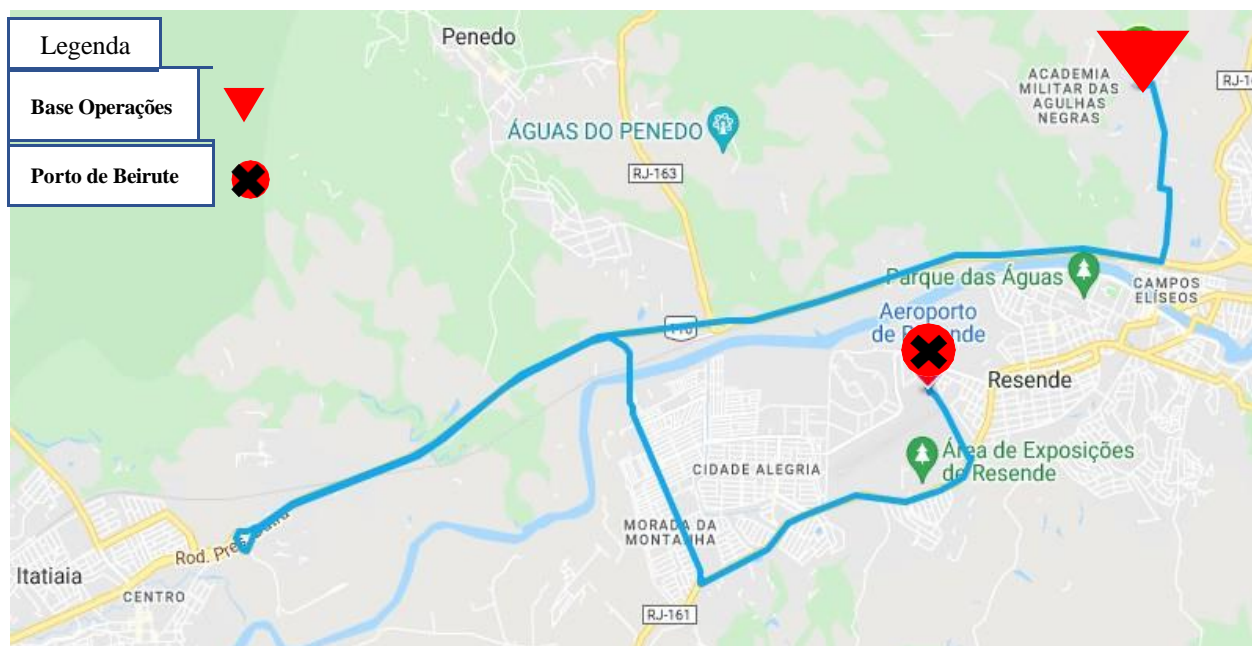 Legenda
Base Operações
Porto de Beirute
Penedo
ACADEMIA
MILITAR DAS
AGULHAS
NEGRAS
ÁGUAS DO PENEDO
RJ-163
Parque das Águas
CAMPOS
ELÍSEOS
Aeroporto
de
Resende
CIDADE ALEGRIA
Área de Exposições
de Resende
MORADA DA
MONTANHA
Rod.
Itatiaia
CENTRO
RJ-161